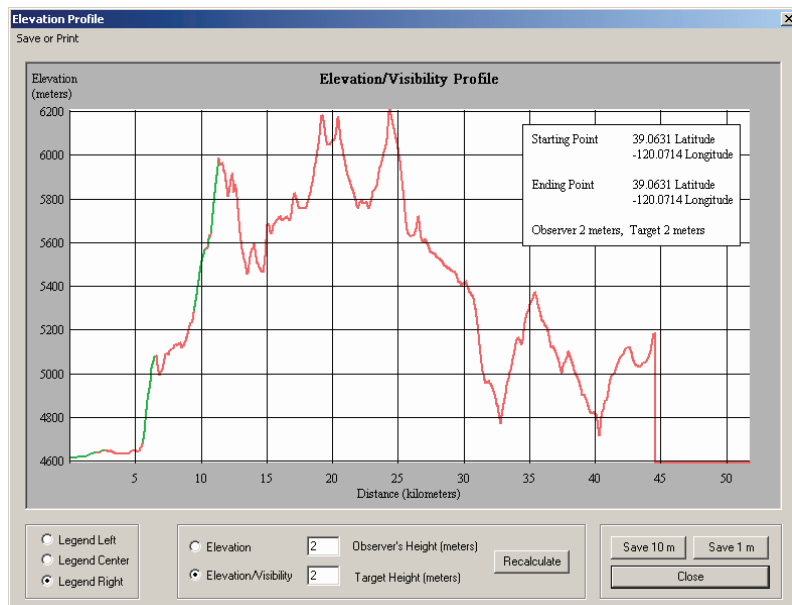 Elevation Profile
Save or Print
Elevation/Visibility Profile
Elevation
(meters)
6200
6000
5800
5600
5400
5200
5000
4800
4600
Starting Point 39.0631 Latitude
-120.0714 Longitude
Ending Point 39.0631 Latitude
-120.0714 Longitude
Observer 2 meters, Target 2 meters
5 10 15 20 25 30 35 40 45 50
Distance (kilometers)
Legend Left
Legend Center
Legend Right
Elevation 2 Observer's Height (meters)
Elevation/Visibility 2 Target Height (meters)
Recalculate
Save 10 m Save 1 m
Close